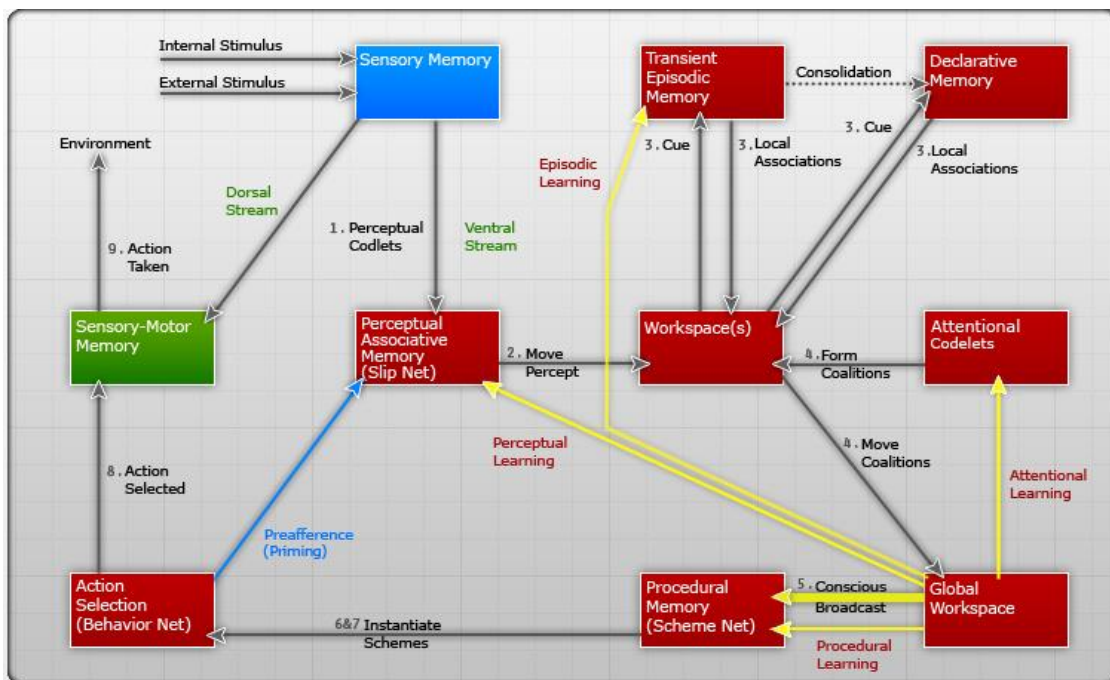 Internal Stimulus
External Stimulus
Sensory Memory
Transient
Episodic
Memory
Consolidation
Declarative
Memory
Environment
Dorsal
Stream
9. Action
Taken
1. Perceptual
Codlets
Ventral
Stream
Episodic
Learning
3. Cue
3. Local
Associations
3. Cue
3. Local
Associations
Sensory-Motor
Memory
Perceptual
Associative
Memory
(Slip Net)
2. Move
Percept
Workspace(s)
4. Form
Coalitions
Attentional
Codelets
8. Action
Selected
Preafference
(Priming)
Perceptual
Learning
4. Move
Coalitions
Attentional
Learning
Action
Selection
(Behavior Net)
6&7 Instantiate
Schemes
Procedural
Memory
(Scheme Net)
5. Conscious
Broadcast
Procedural
Learning
Global
Workspace